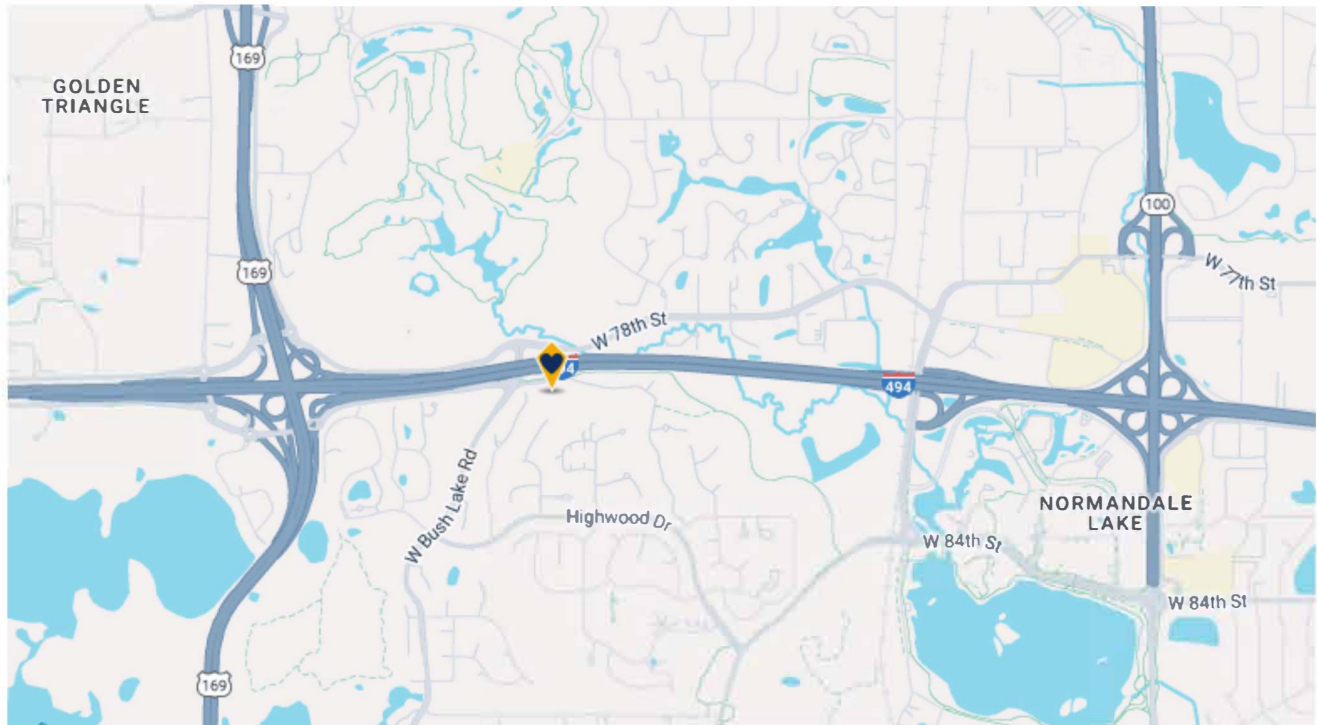 169
GOLDEN
TRIANGLE
100
169
W 77th St
W 78th St
494
W Bush Lake Rd
NORMANDALE
LAKE
Highwood Dr
W 84th St
W 84th St
169